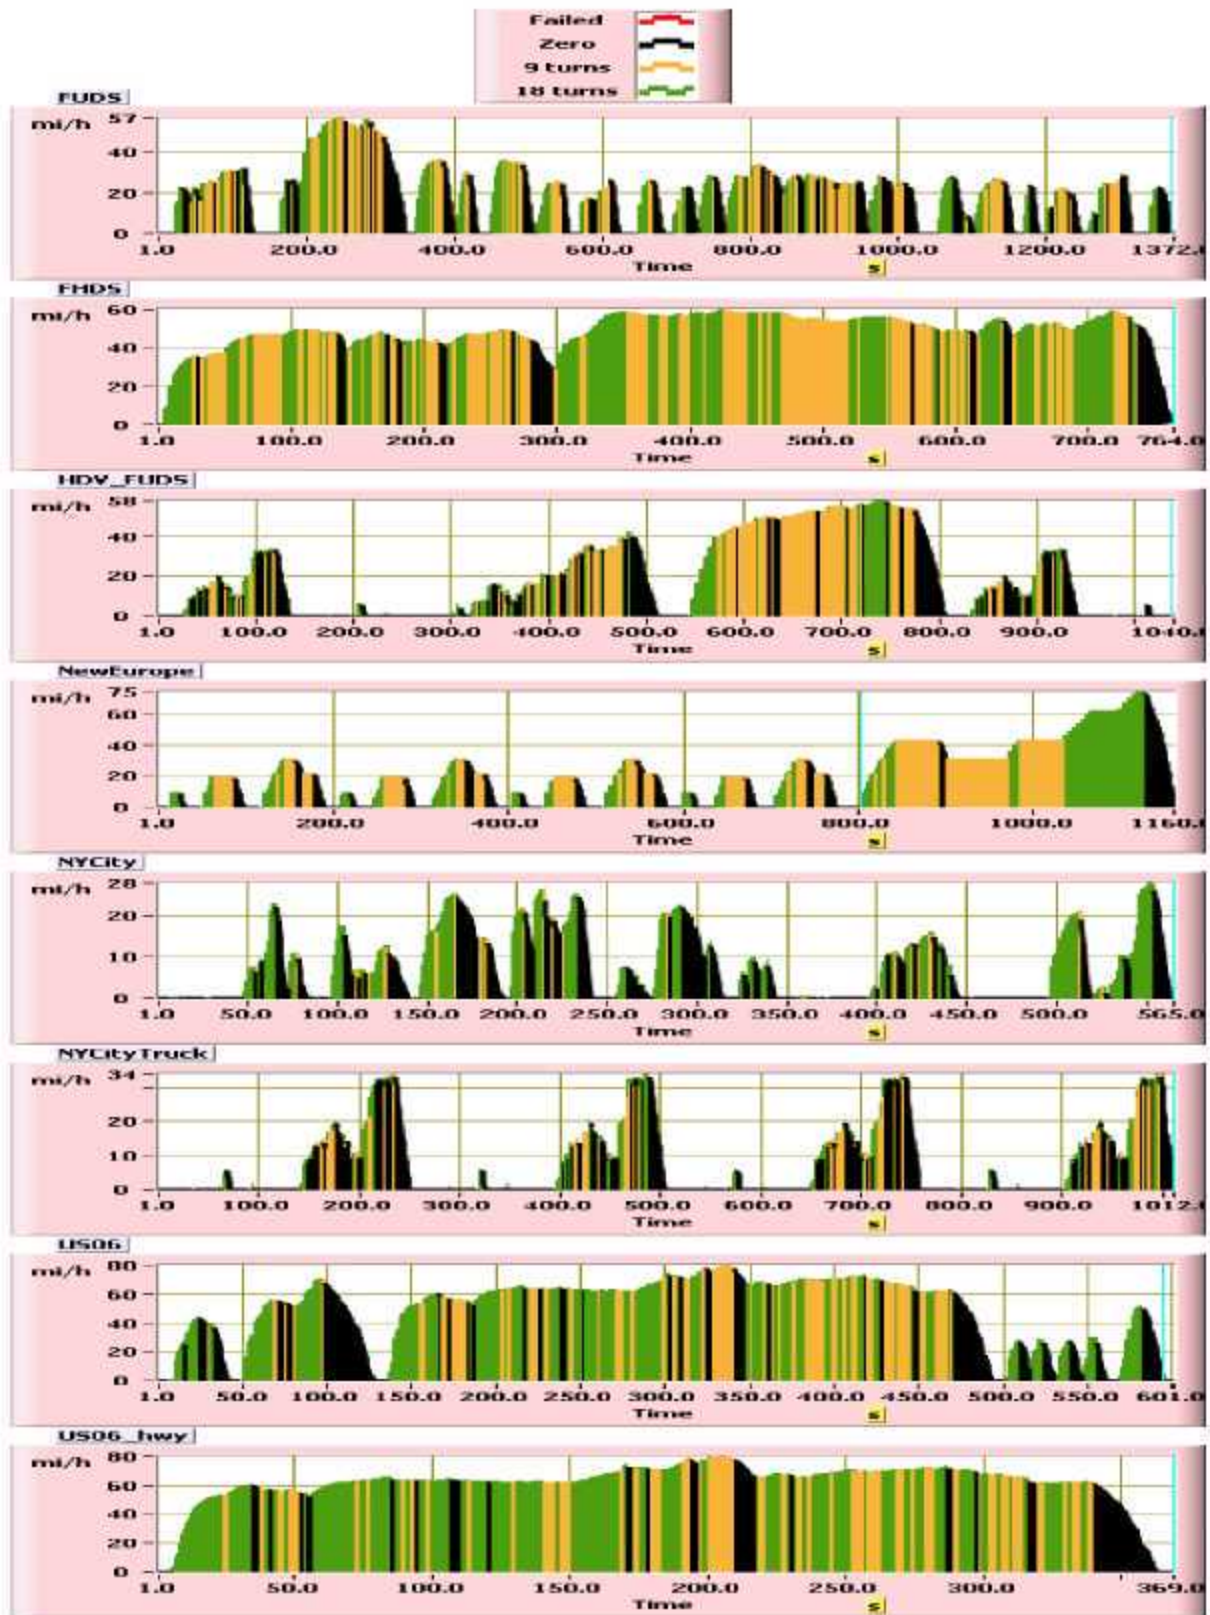 Failed
Zero
9 turns
18 turns
FUDS
mi/h
57
40
20
0
1.0 200.0 400.0 600.0 800.0 1000.0 1200.0 1372.
Time s
FHDS
mi/h
60
40
20
0
1.0 100.0 200.0 300.0 400.0 500.0 600.0 700.0 764.0
Time s
HDV_FUDS
mi/h
58
40
20
0
1.0 100.0 200.0 300.0 400.0 500.0 600.0 700.0 800.0 900.0 1040.
Time s
NewEurope
mi/h
75
60
40
20
0
1.0 200.0 400.0 600.0 800.0 1000.0 1160.
Time s
NYCity
mi/h
28
20
10
0
1.0 50.0 100.0 150.0 200.0 250.0 300.0 350.0 400.0 450.0 500.0 565.0
Time s
NYCityTruck
mi/h
34
20
10
0
1.0 100.0 200.0 300.0 400.0 500.0 600.0 700.0 800.0 900.0 1012.
Time s
US06
mi/h
80
60
40
20
0
1.0 50.0 100.0 150.0 200.0 250.0 300.0 350.0 400.0 450.0 500.0 550.0 601.0
Time s
US06_hwy
mi/h
80
60
40
20
0
1.0 50.0 100.0 150.0 200.0 250.0 300.0 369.0
Time s